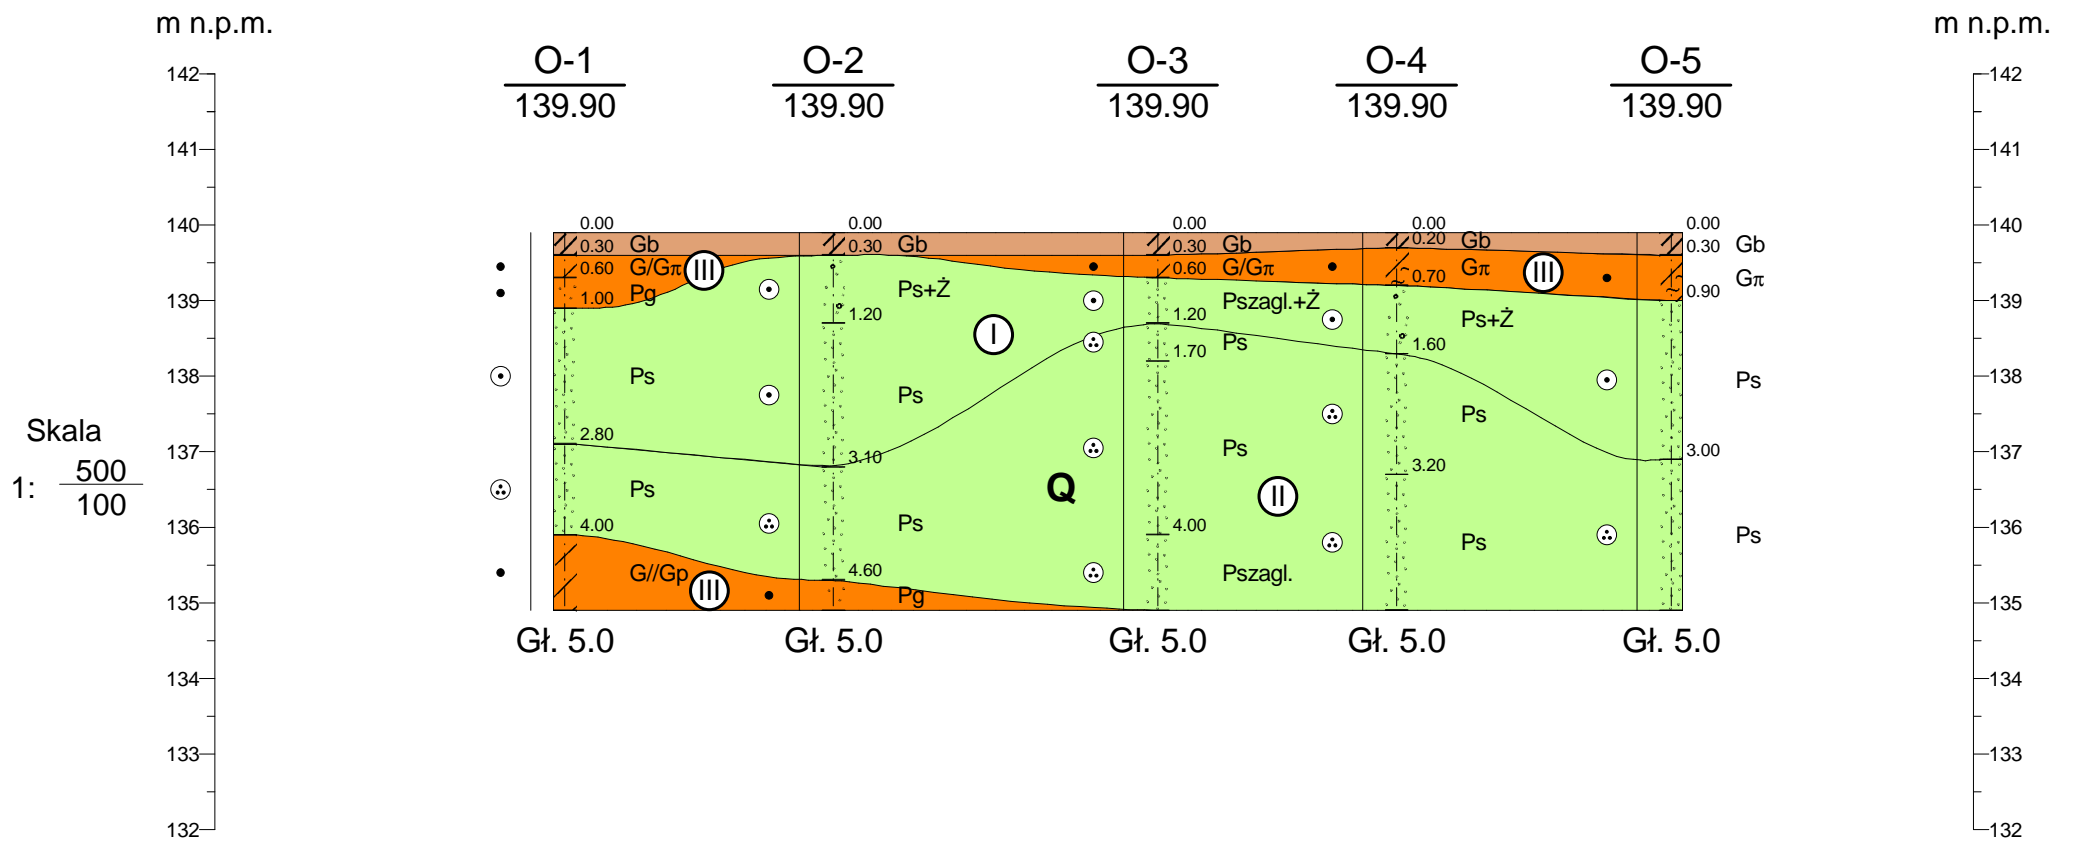 m n.p.m. m n.p.m.
O-1 O-2 O-3 O-4 O-5
139.90 139.90 139.90 139.90 139.90
142 142
141 141
140 0.00 0.00 0.00 0.00 0.00 140
0.30 Gb 0.30 Gb 0.30 Gb 0.20 Gb 0.30 Gb
0.60 G/Gπ III 0.60 G/Gπ 0.70 Gπ III Gπ
1.00 Pg Ps+Ż 0.90
139 Pszagl.+Ż 139
1.20 1.20 Ps+Ż
I Ps 1.60
1.70
138 Ps Ps 138
Ps Ps
2.80 Ps
137 3.10 Ps 3.00 137
3.20
Ps Q II
4.00 Ps 4.00 Ps Ps
136 136
4.60 G//Gp III Pszagl.
Pg
135 135
Gł. 5.0 Gł. 5.0 Gł. 5.0 Gł. 5.0 Gł. 5.0
134 134
133 133
132 132
Skala
1: 500
100